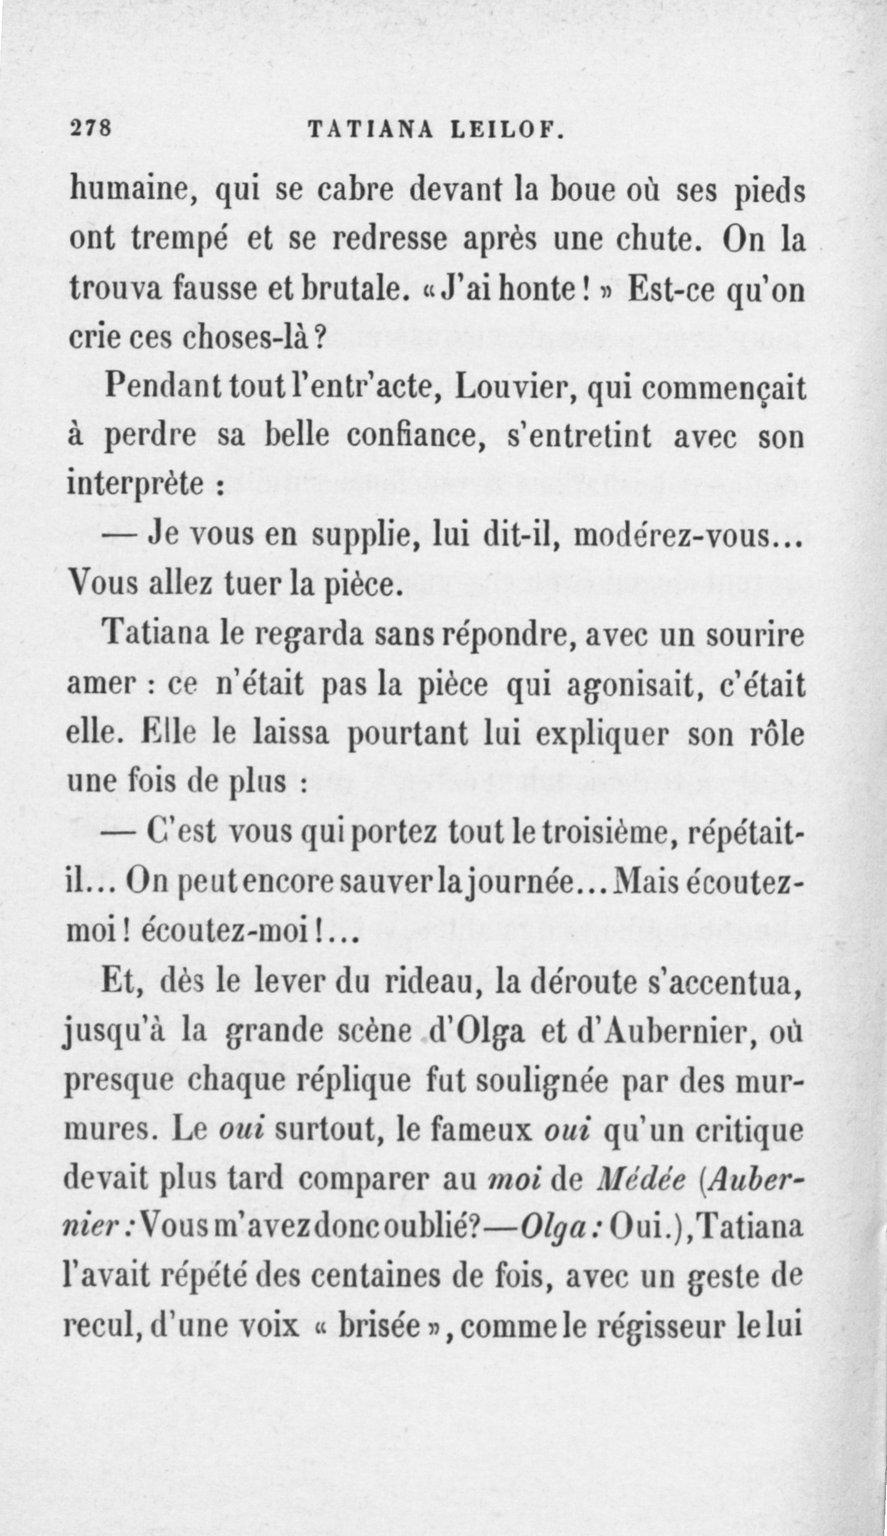 278 TATIANA LEILOF.
humaine, qui se cabre devant la boue où ses pieds
ont trempé et se redresse après une chute. On la
trouva fausse et brutale. « J'ai honte ! » Est-ce qu'on
crie ces choses-là ?
Pendant tout l'entr'acte, Louvier, qui commençait
à perdre sa belle confiance, s'entretint avec son
interprète :
— Je vous en supplie, lui dit-il, modérez-vous...
Vous allez tuer la pièce.
Tatiana le regarda sans répondre, avec un sourire
amer : ce n'était pas la pièce qui agonisait, c'était
elle. Elle le laissa pourtant lui expliquer son rôle
une fois de plus :
— C'est vous qui portez tout le troisième, répétait-
il... On peut encore sauver la journée... Mais écoutez-
moi ! écoutez-moi !...
Et, dès le lever du rideau, la déroute s'accentua,
jusqu'à la grande scène d'Olga et d'Aubernier, où
presque chaque réplique fut soulignée par des mur-
mures. Le oui surtout, le fameux oui qu'un critique
devait plus tard comparer au moi de Médée (Auber-
nier : Vous m'avez donc oublié? — Olga : Oui.), Tatiana
l'avait répété des centaines de fois, avec un geste de
recul, d'une voix « brisée », comme le régisseur le lui